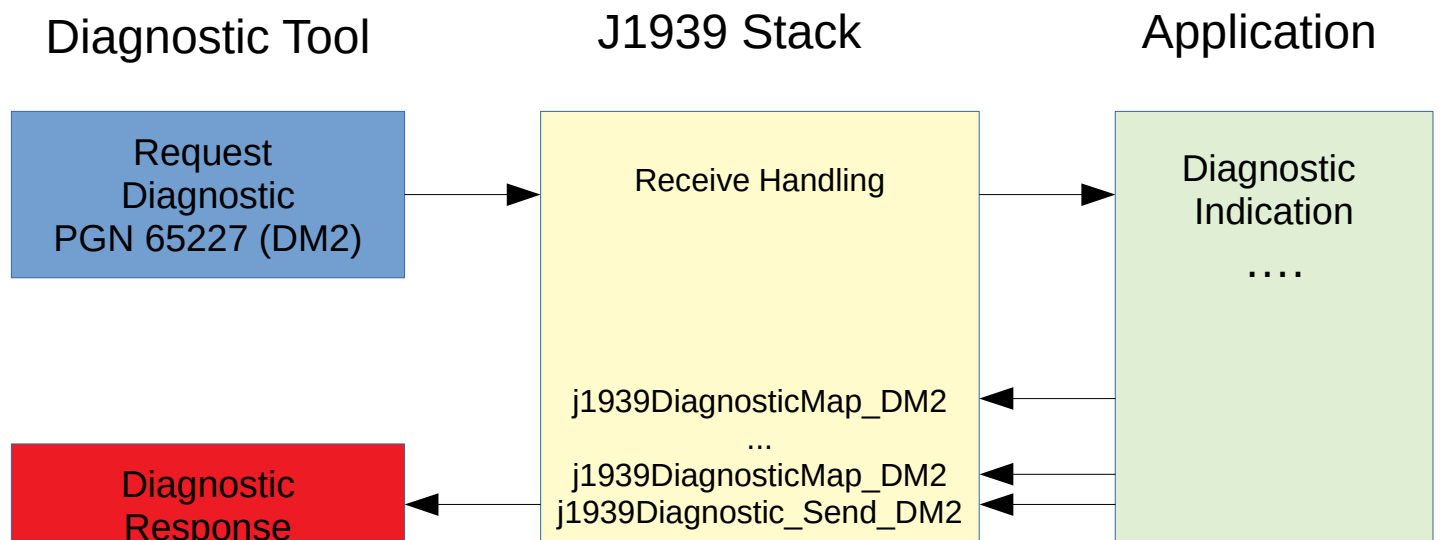 Diagnostic Tool
J1939 Stack
Application
Request
Diagnostic
PGN 65227 (DM2)
Receive Handling
Diagnostic
Indication
....
j1939DiagnosticMap_DM2
...
j1939DiagnosticMap_DM2
j1939Diagnostic_Send_DM2
Diagnostic
Response